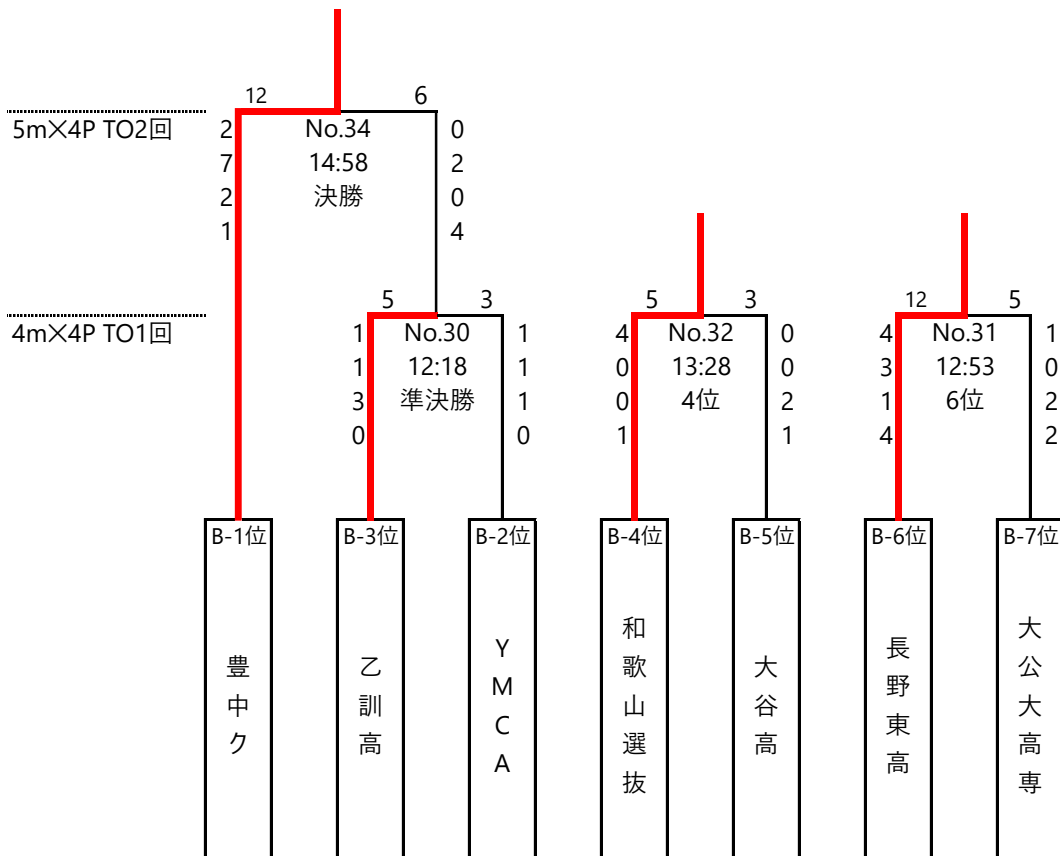 12 6
5m×4P TO2回
2 No.34 0
7 14:58 2
2 決勝 0
1 4
5 3 5 3 12 5
4m×4P TO1回
1 No.30 1 4 No.32 0 4 No.31 1
1 12:18 1 0 13:28 0 3 12:53 0
3 準決勝 1 0 4位 2 1 6位 2
0 0 1 1 4 2
B-1位 B-3位 B-2位 B-4位 B-5位 B-6位 B-7位
豊中ク
乙訓高
YMCA
和歌山選抜
大谷高
長野東高
大公大高専